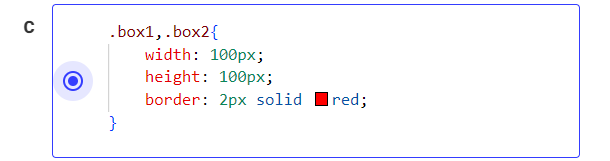 C
.box1,.box2{
width: 100px;
height: 100px;
border: 2px solid red;
}